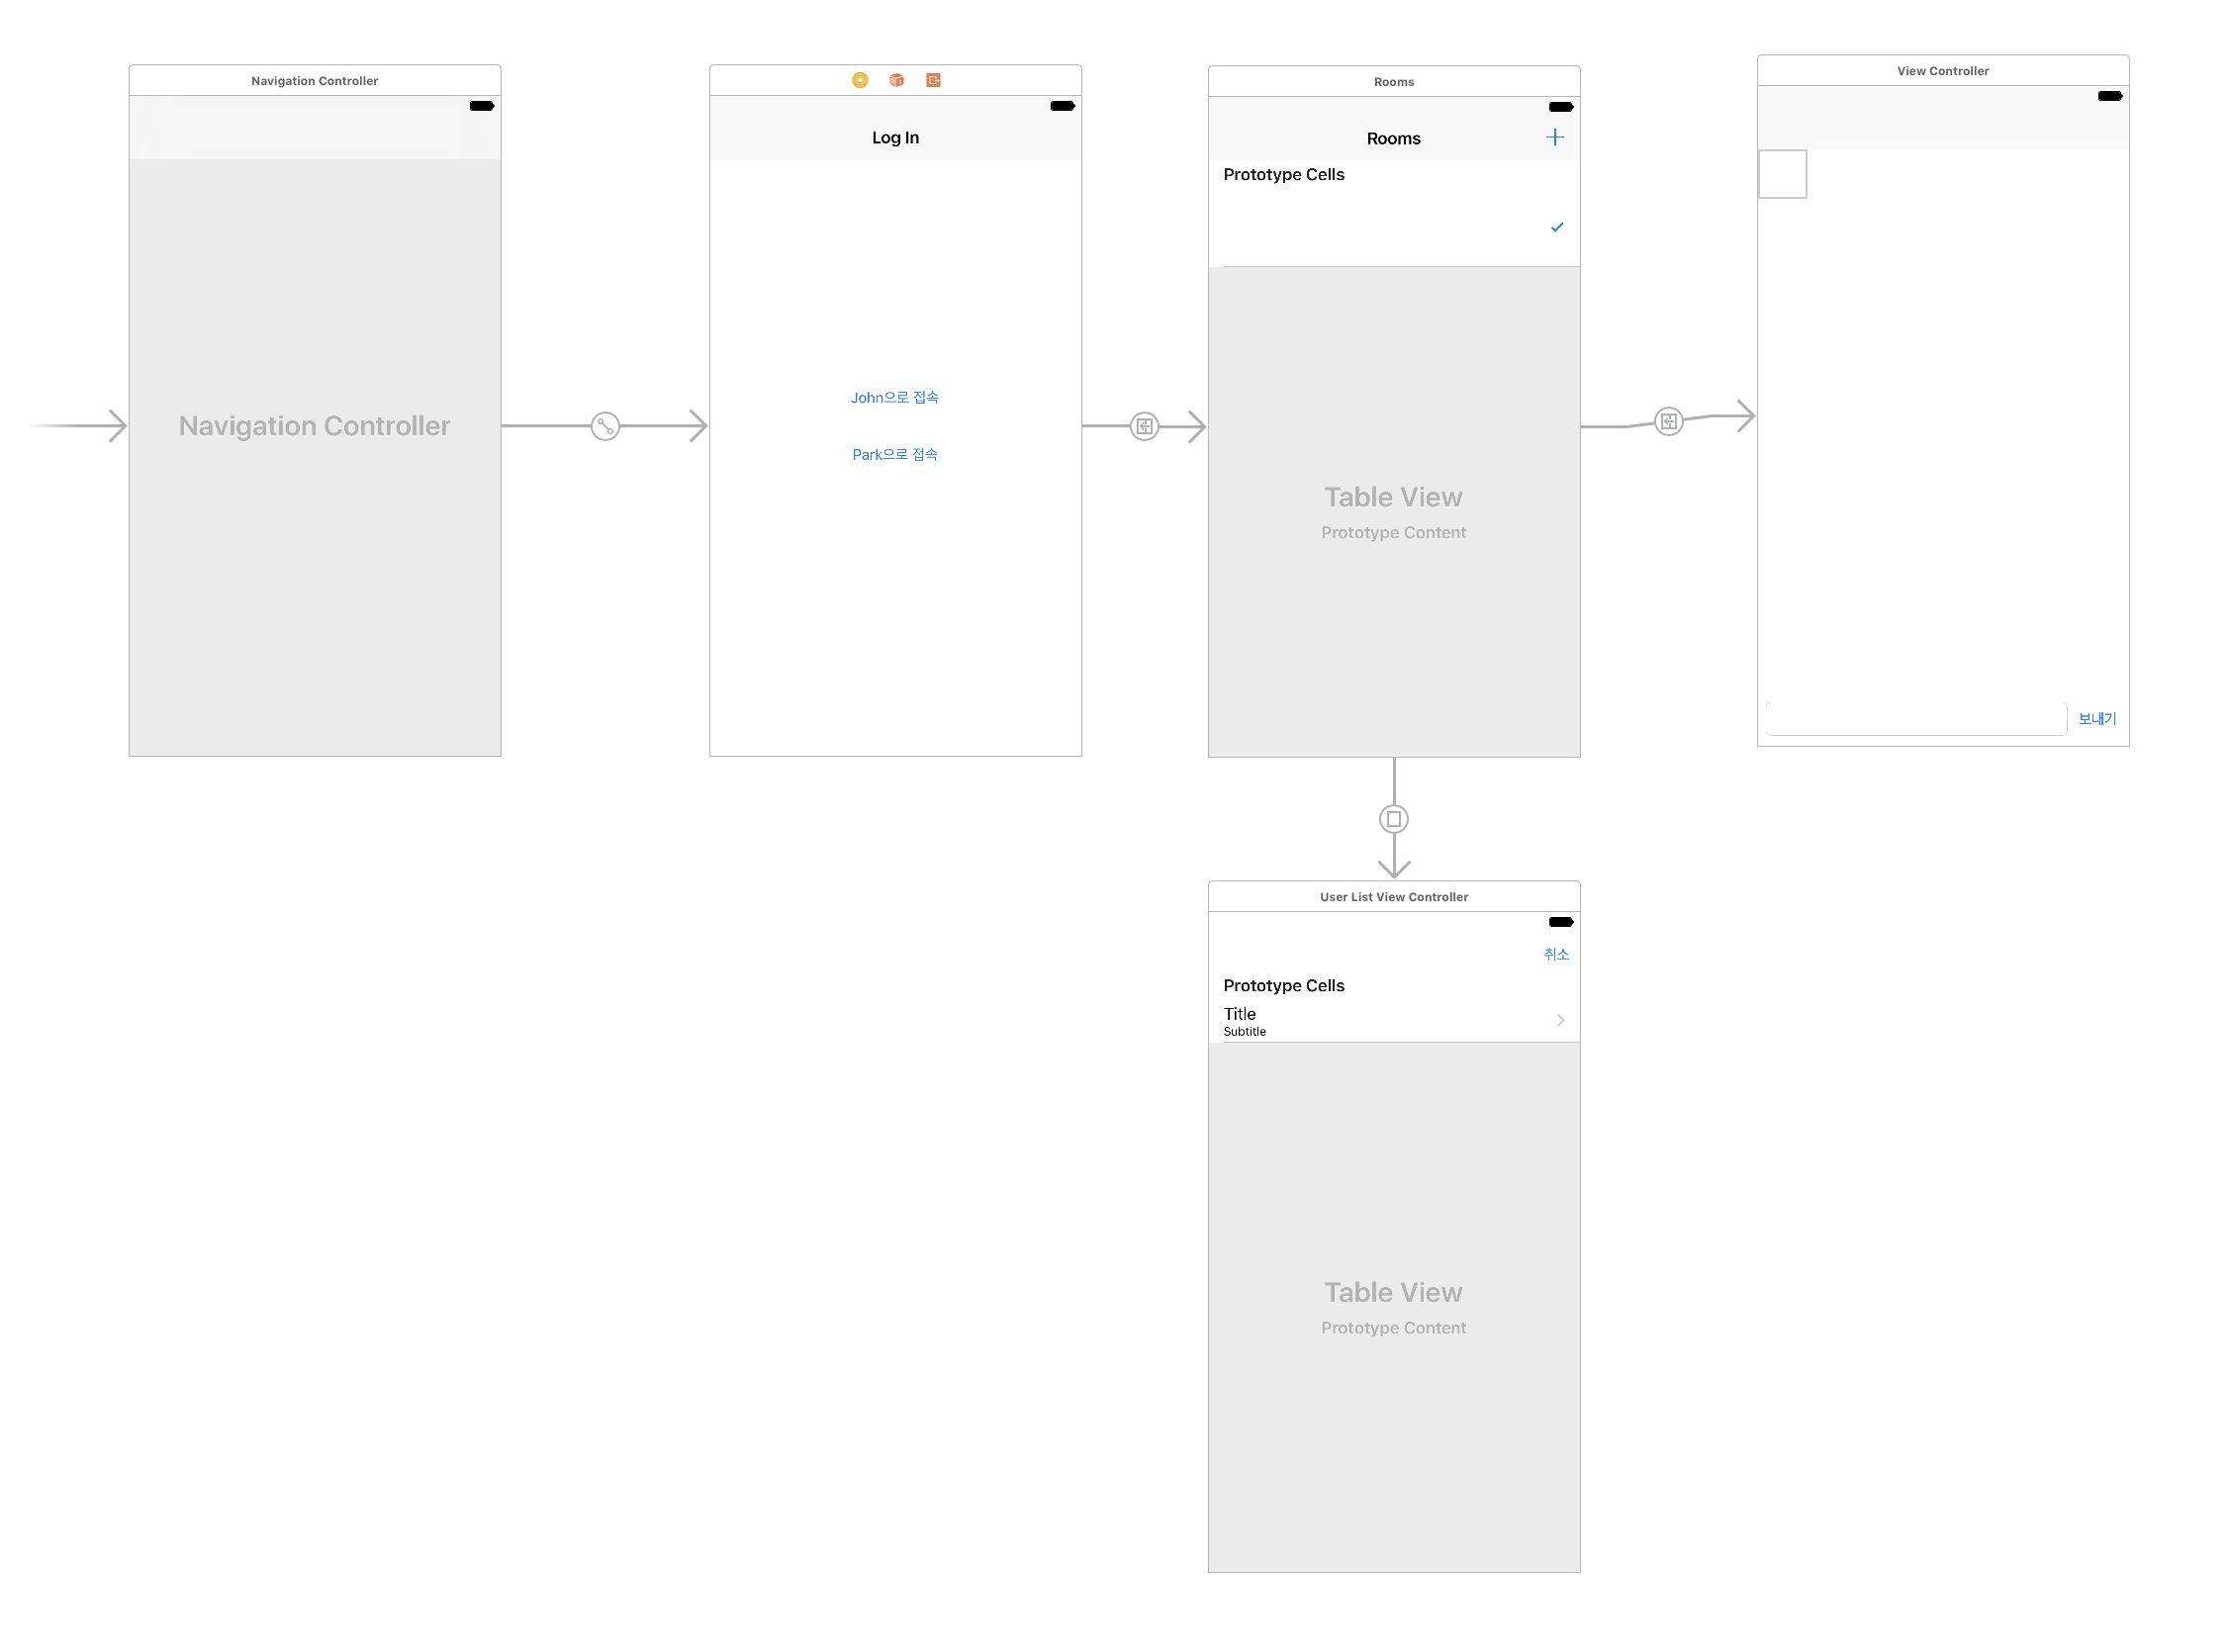 Navigation Controller
Navigation Controller
Log In
John으로 접속
Park으로 접속
Rooms
Rooms
Prototype Cells
Table View
Prototype Content
View Controller
보내기
User List View Controller
취소
Prototype Cells
Title
Subtitle
Table View
Prototype Content